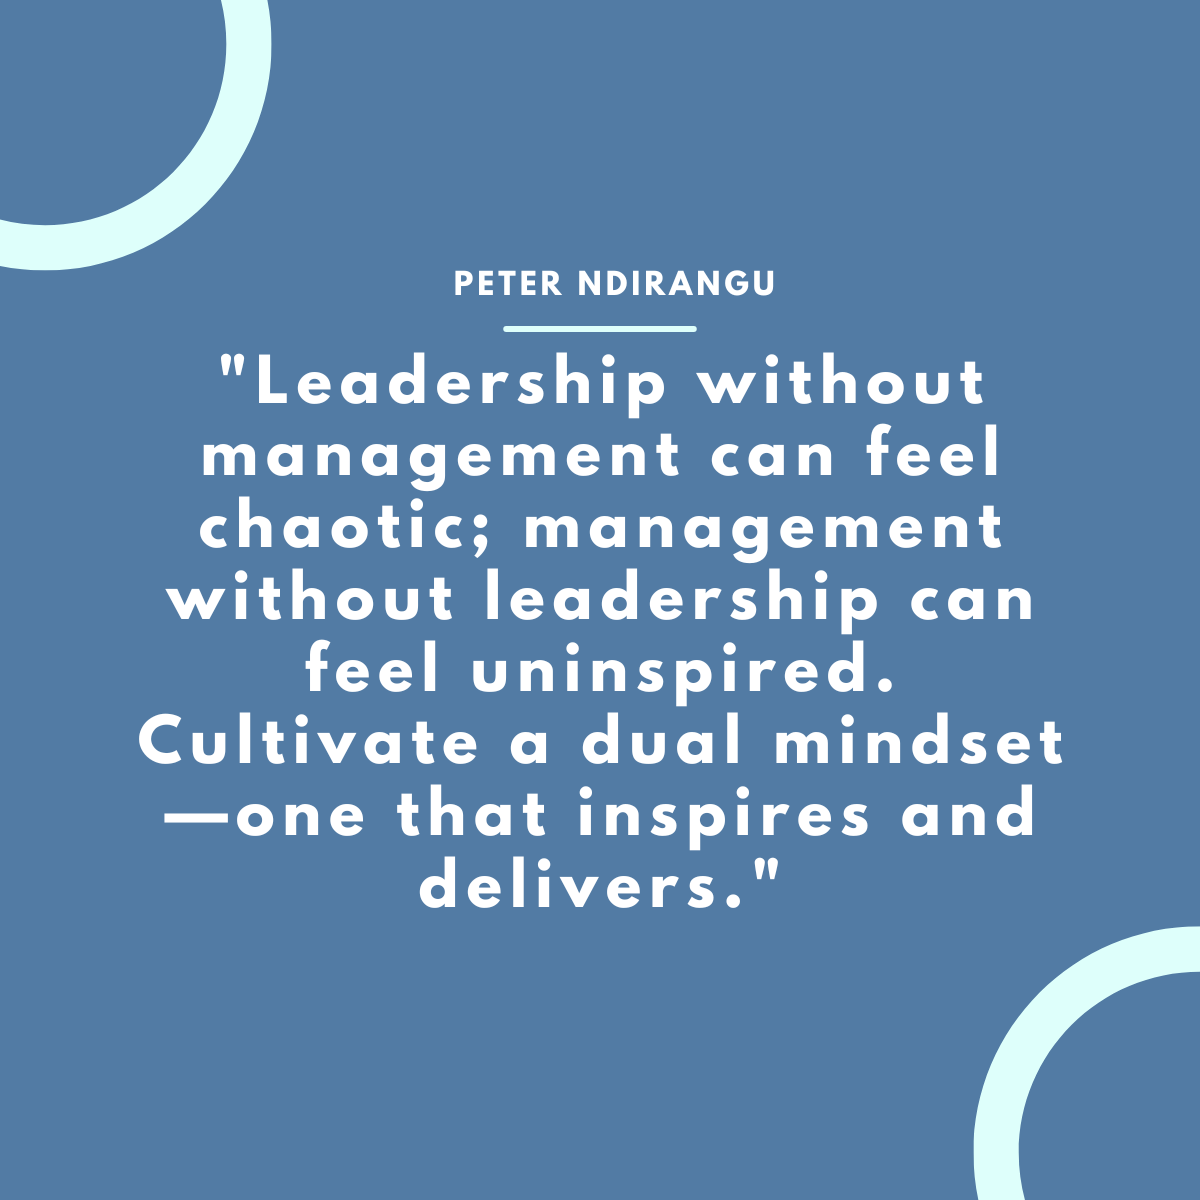 PETER NDIRANGU
"Leadership without
management can feel
chaotic; management
without leadership can
feel uninspired.
Cultivate a dual mindset
—one that inspires and
delivers."